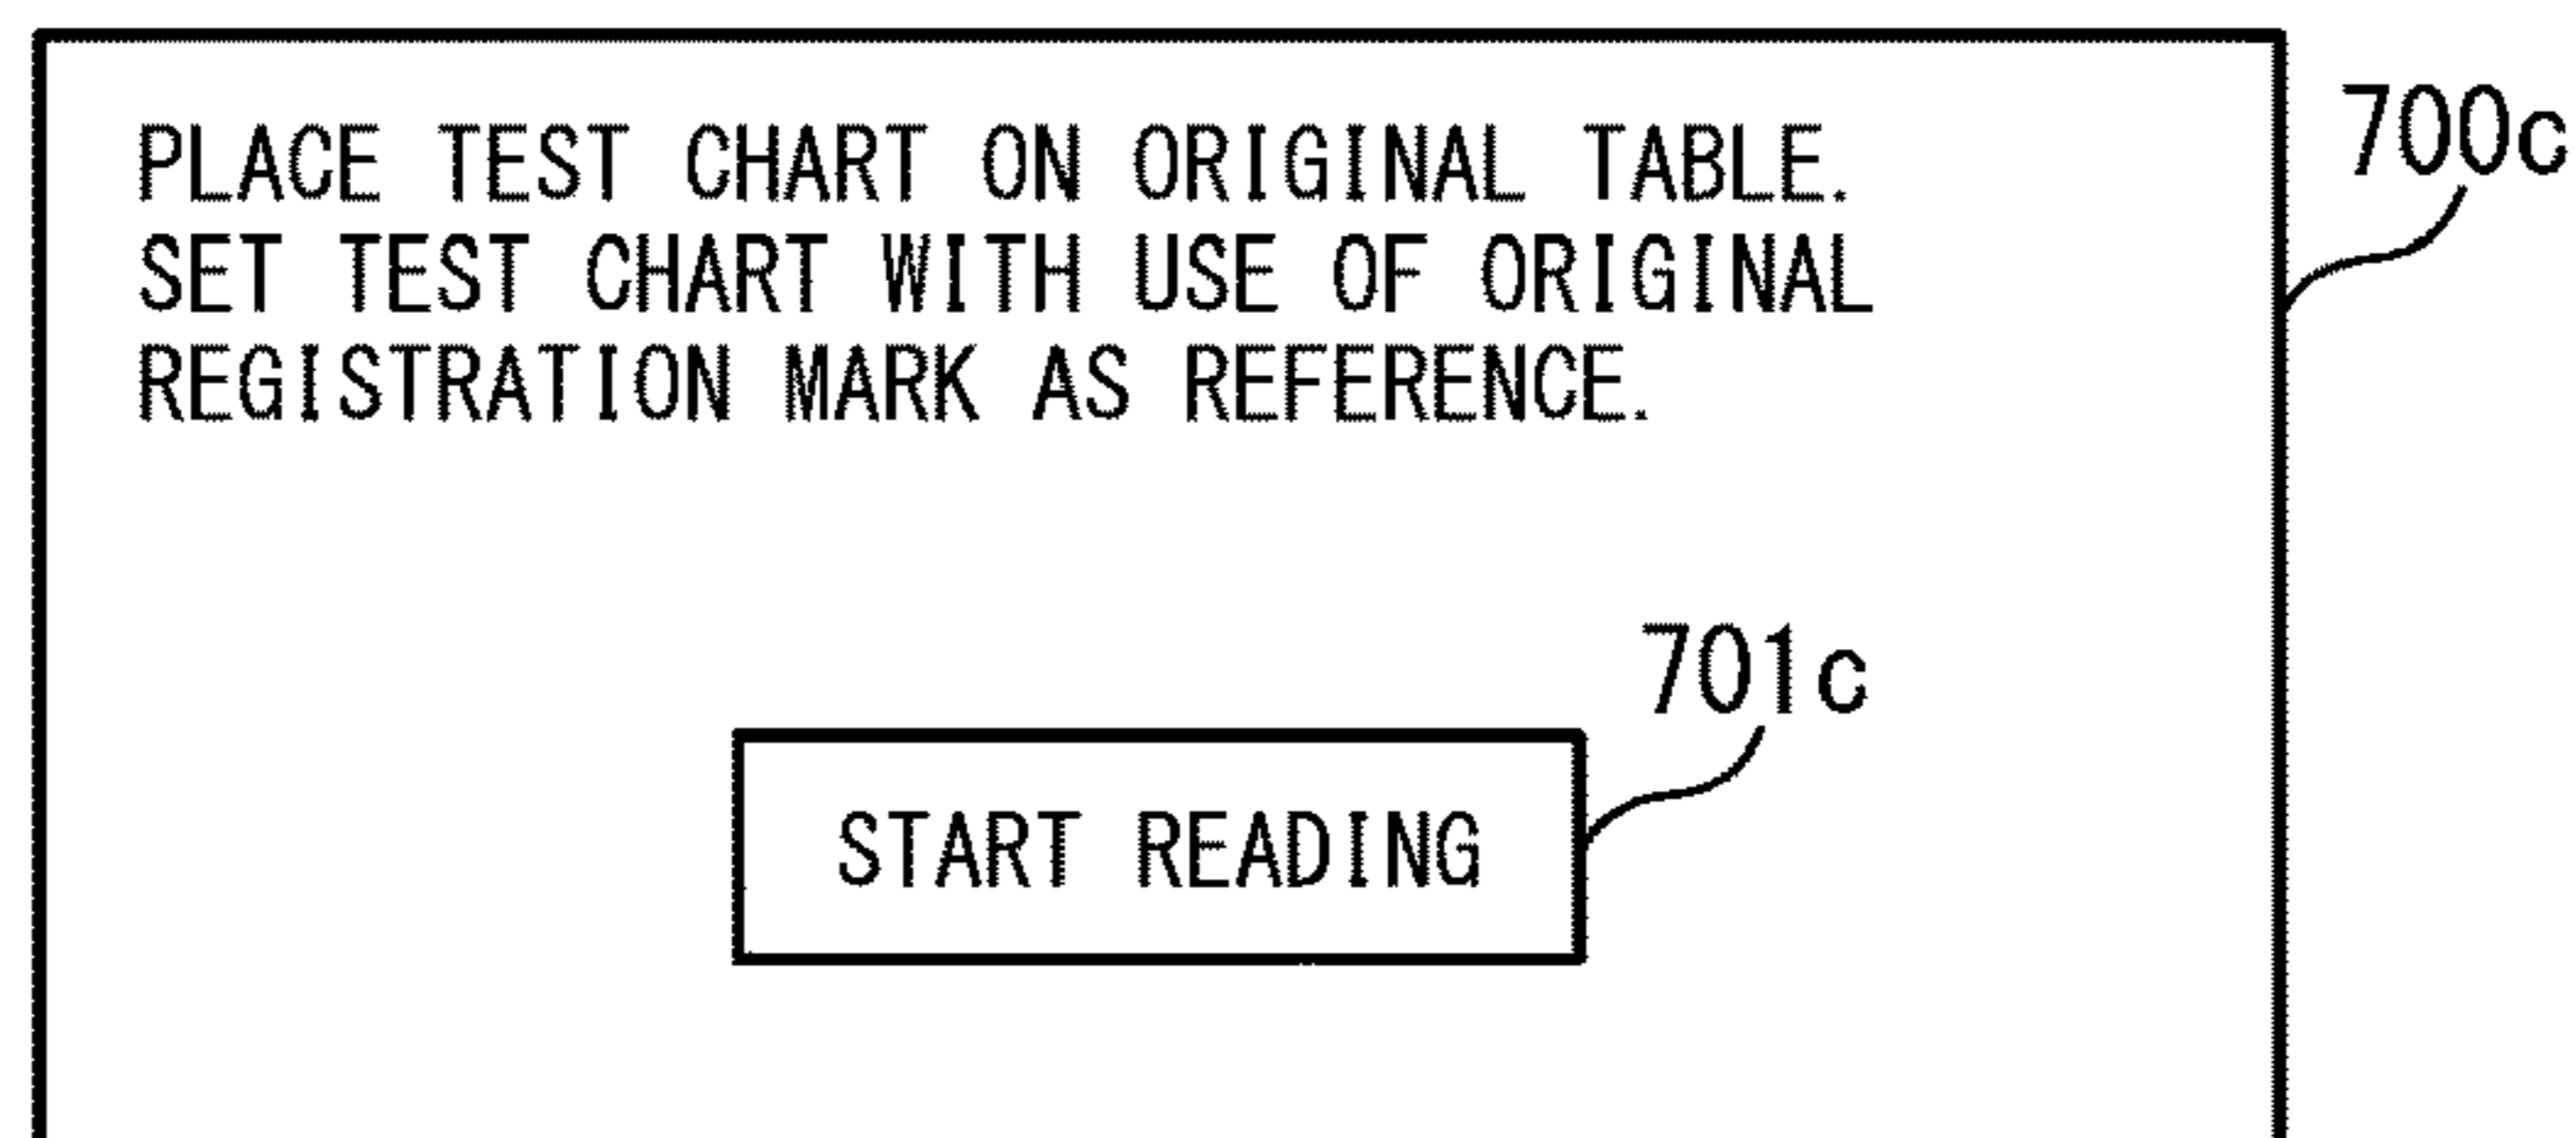 PLACE TEST CHART ON ORIGINAL TABLE.
SET TEST CHART WITH USE OF ORIGINAL
REGISTRATION MARK AS REFERENCE.
700c
701c
START READING